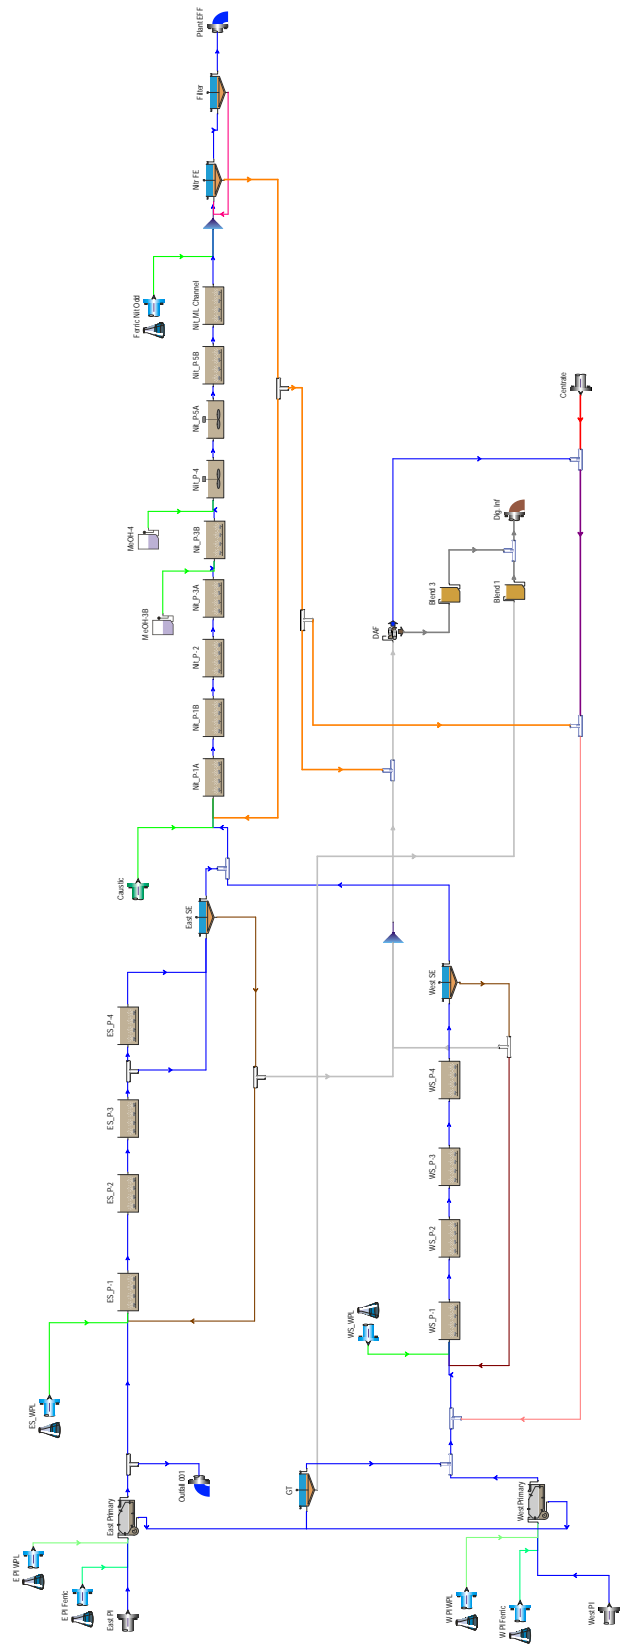 Plant EFF
Filter
Nitr FE
Ferric Nit Odd
Nit_ML Channel
Nit_P-5B
Nit_P-5A
Nit_P-4
MeOH-4
Nit_P-3B
MeOH-3B
Nit_P-3A
Nit_P-2
Nit_P-1B
Nit_P-1A
Caustic
East SE
ES_P-4
ES_P-3
ES_P-2
ES_P-1
ES_WPL
Outfall 001
East Primary
E PI WPL
E PI Ferric
East PI
Centrate
Dig. Inf
Blend 3
Blend 1
DAF
West SE
WS_P-4
WS_P-3
WS_P-2
WS_P-1
WS_WPL
GT
West Primary
W PI WPL
W PI Ferric
West PI